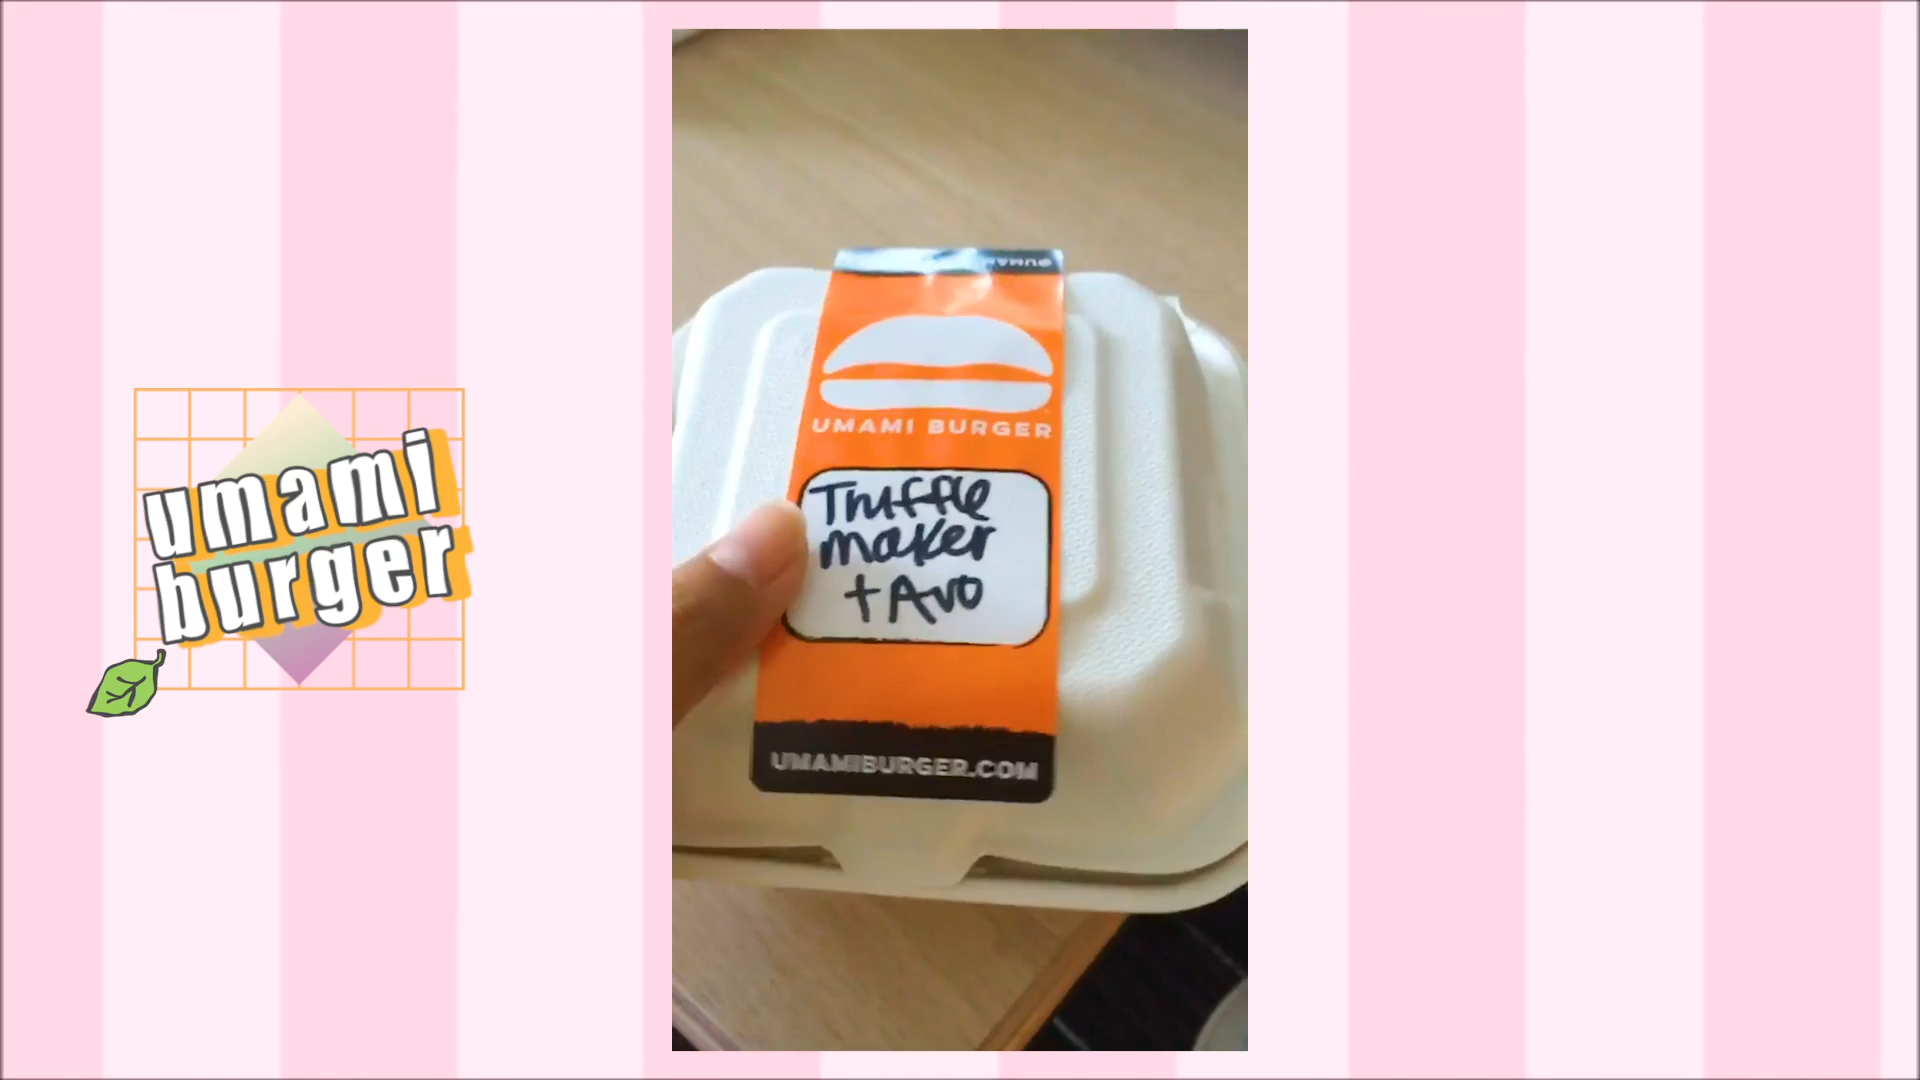 umami
burger
UMAMI BURGER
Truffle
maker
+ Avo
UMAMIBURGER.COM